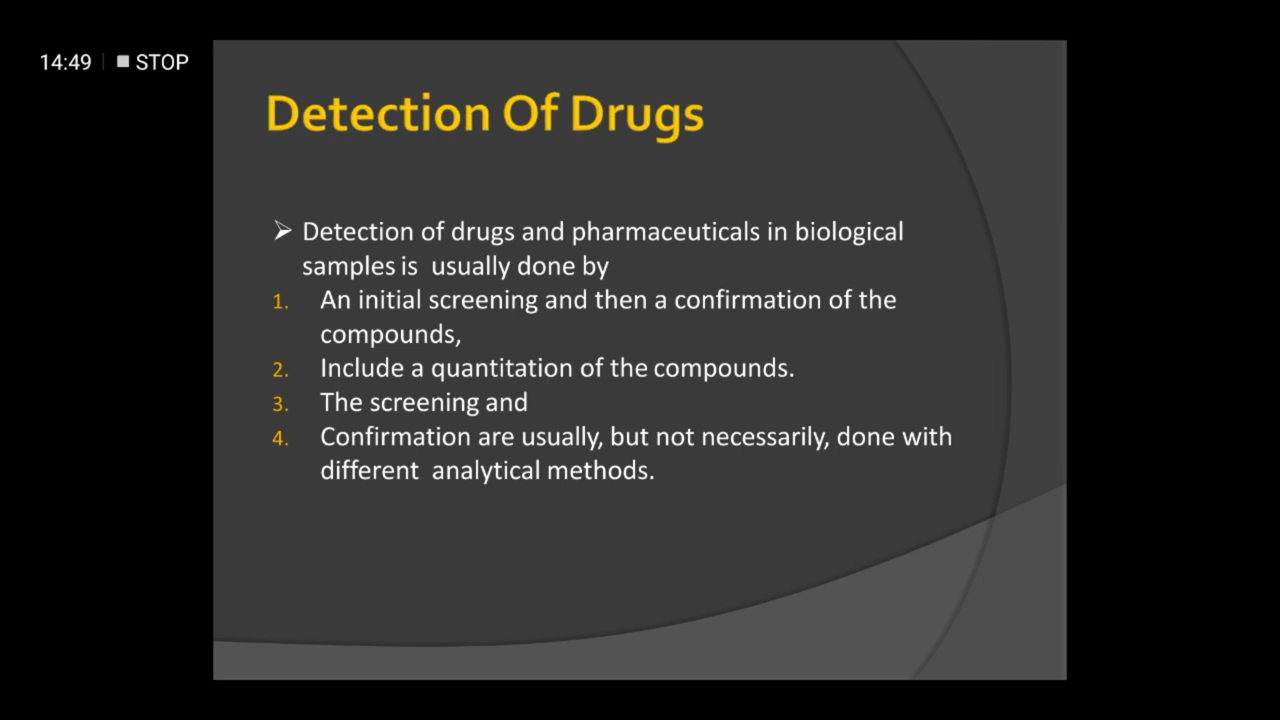 14:49 STOP
Detection Of Drugs
➢ Detection of drugs and pharmaceuticals in biological
samples is usually done by
1. An initial screening and then a confirmation of the
compounds,
2. Include a quantitation of the compounds.
3. The screening and
4. Confirmation are usually, but not necessarily, done with
different analytical methods.